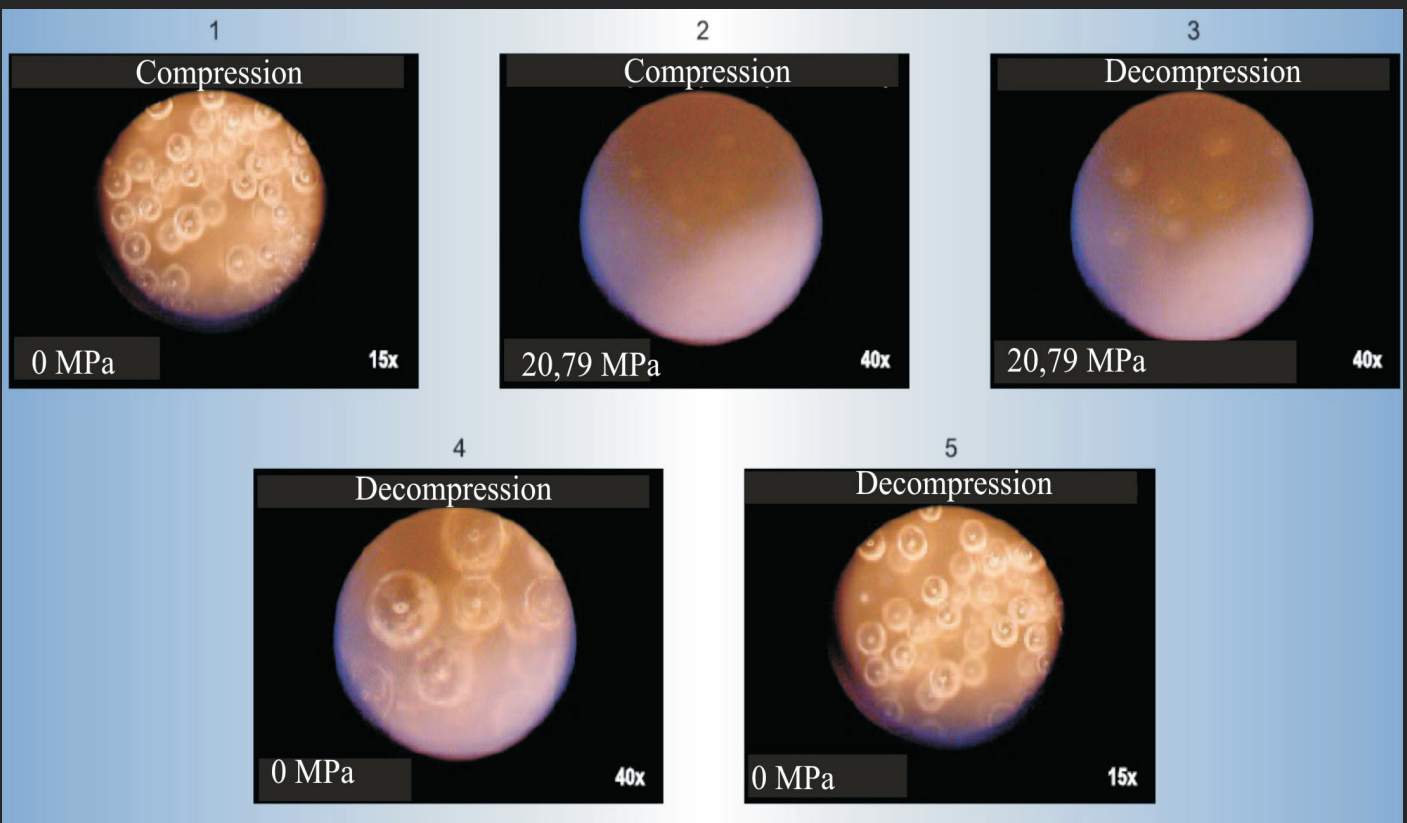 1
Compression
0 MPa
15x
2
Compression
20,79 MPa
40x
3
Decompression
20,79 MPa
40x
4
Decompression
0 MPa
40x
5
Decompression
0 MPa
15x